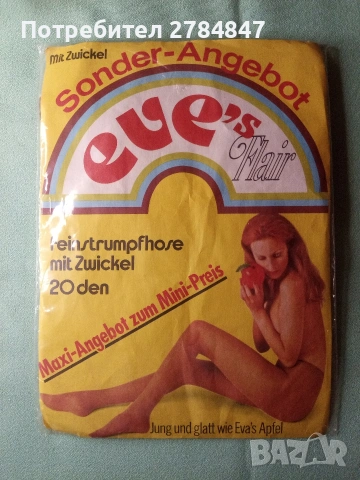 Потребител 2784847
Mit Zwickel
Sonder-Angebot
eve's
Flair
Feinstrumpfhose
mit Zwickel
20 den
Maxi-Angebot zum Mini-Preis
Jung und glatt wie Eva's Apfel
BAZAR